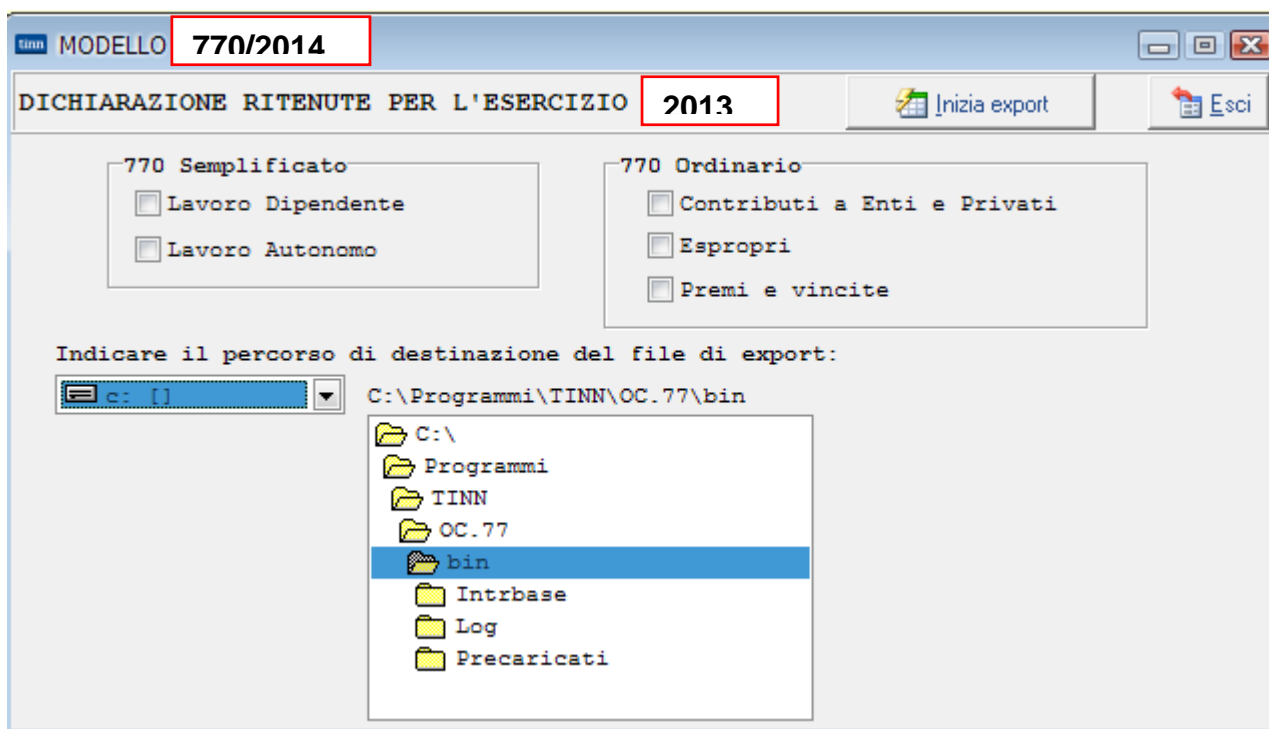 tinn MODELLO 770/2014
DICHIARAZIONE RITENUTE PER L'ESERCIZIO 2013 Inizia export Esci
770 Semplificato 770 Ordinario
Lavoro Dipendente Contributi a Enti e Privati
Lavoro Autonomo Espropri
Premi e vincite
Indicare il percorso di destinazione del file di export:
c: [] C:\Programmi\TINN\OC.77\bin
C:\
Programmi
TINN
OC.77
bin
Intrbase
Log
Precaricati